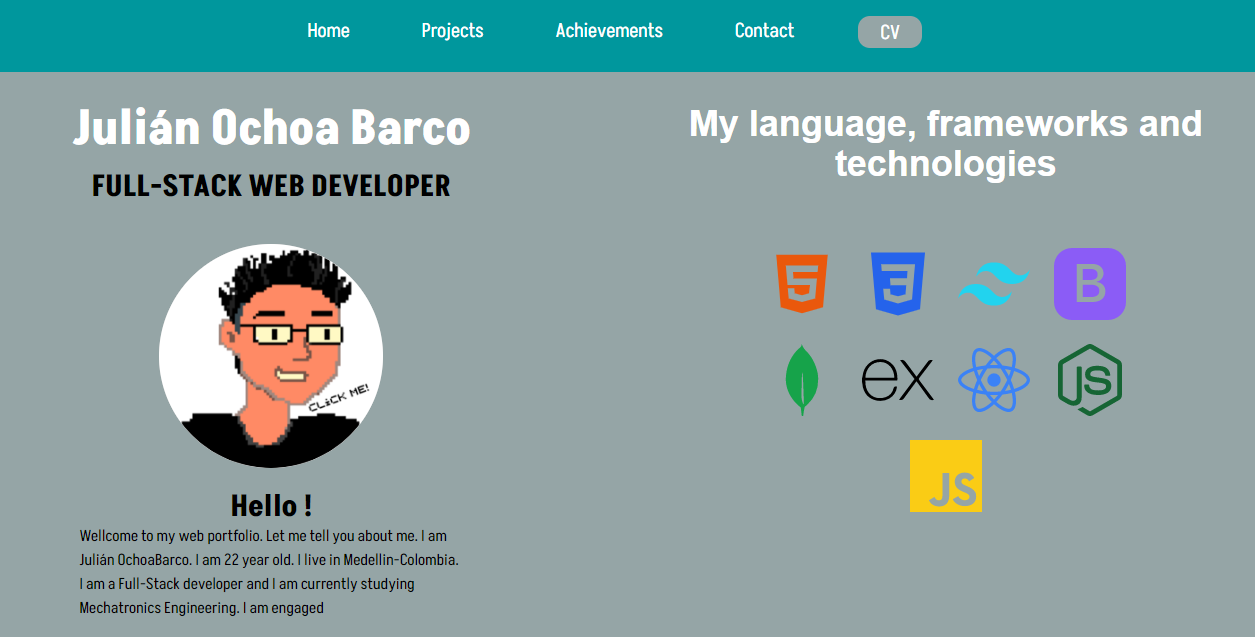 Home Projects Achievements Contact CV
Julián Ochoa Barco
FULL-STACK WEB DEVELOPER
CLiCK ME!
Hello !
Wellcome to my web portfolio. Let me tell you about me. I am
Julián OchoaBarco. I am 22 year old. I live in Medellin-Colombia.
I am a Full-Stack developer and I am currently studying
Mechatronics Engineering. I am engaged
My language, frameworks and
technologies
5 3 B
ex JS
JS